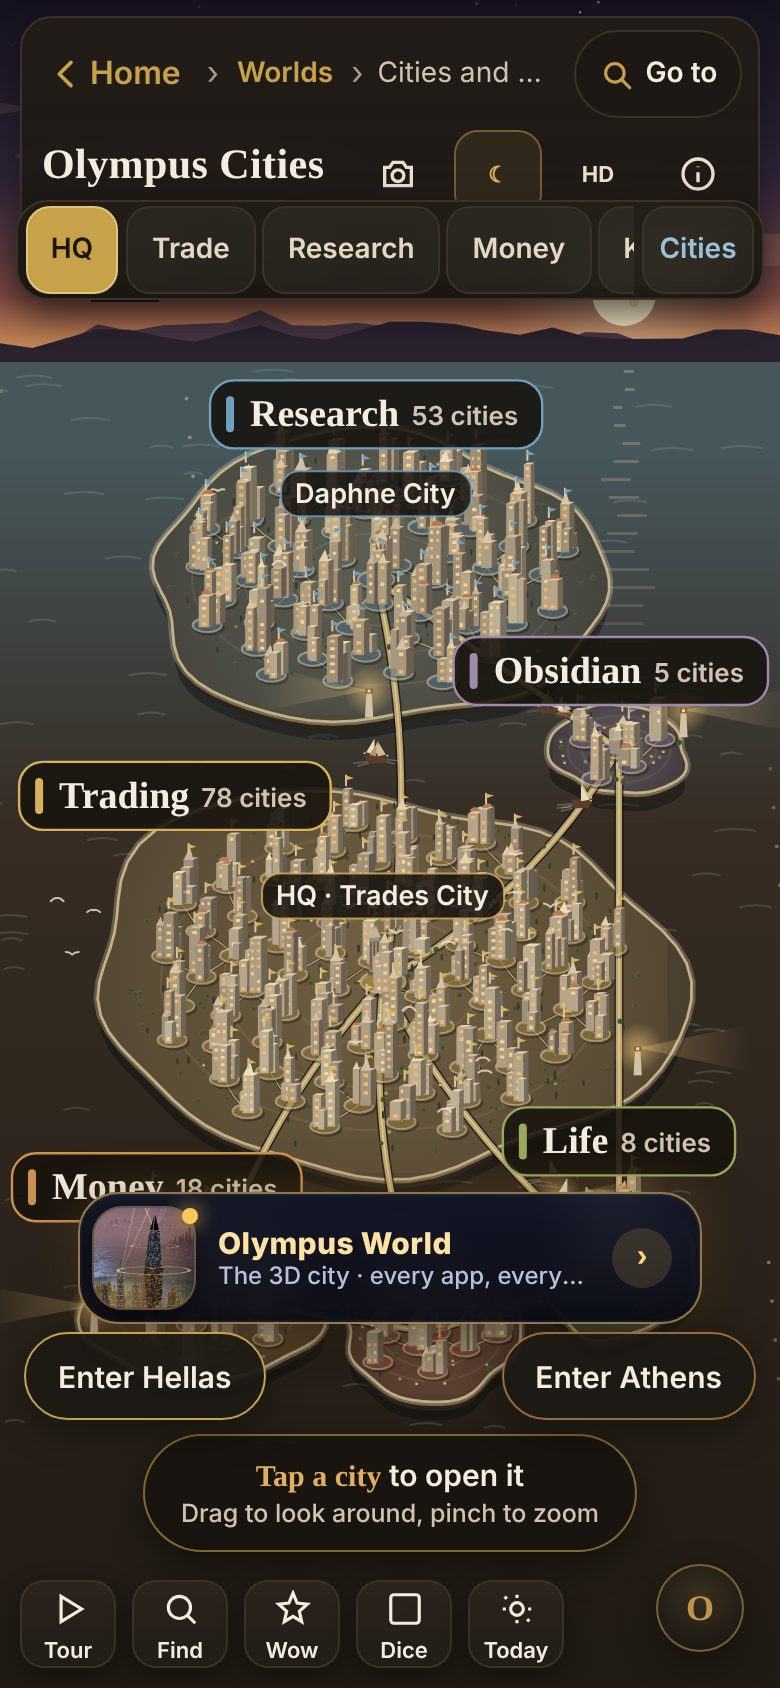 Home › Worlds › Cities and ...
Go to
Olympus Cities
HD
HQ
Trade
Research
Money
Cities
Research 53 cities
Daphne City
Obsidian 5 cities
Trading 78 cities
HQ · Trades City
Life 8 cities
Money 18 cities
Olympus World
The 3D city · every app, every...
›
Enter Hellas
Enter Athens
Tap a city to open it
Drag to look around, pinch to zoom
O
Tour
Find
Wow
Dice
Today